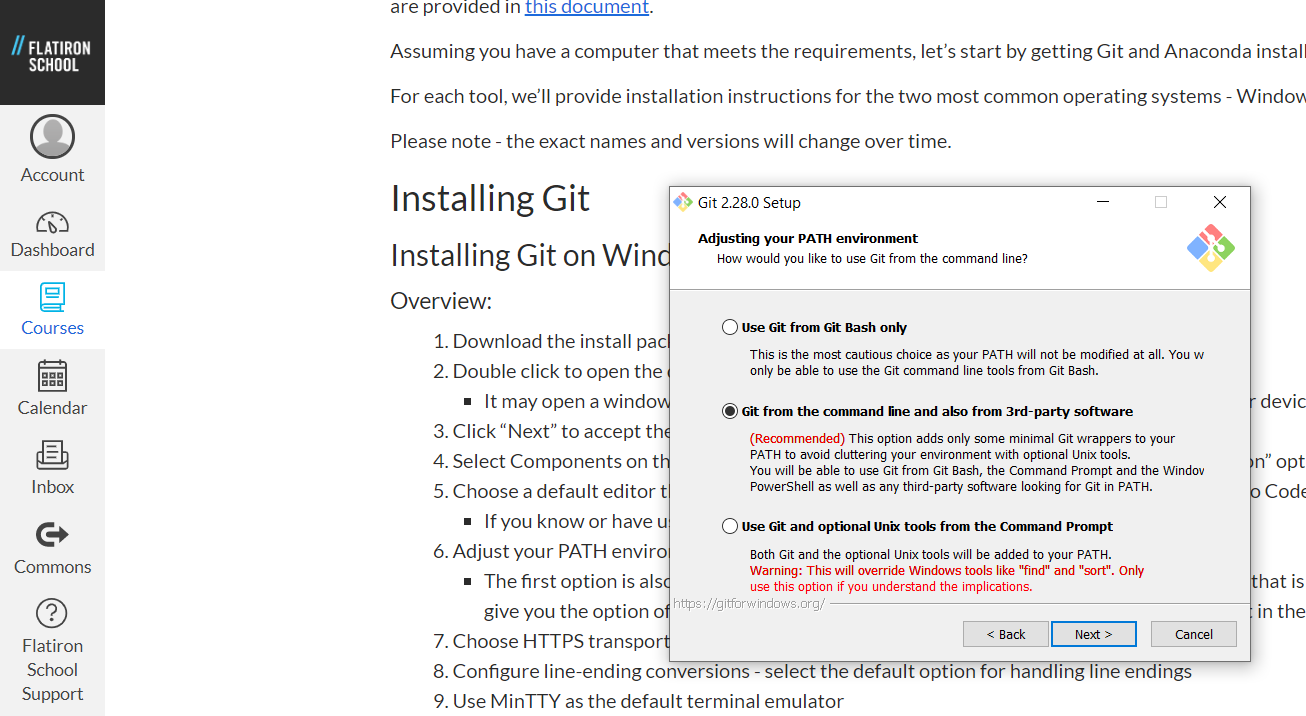 FLATIRON
SCHOOL
Account
Dashboard
Courses
Calendar
Inbox
Commons
Flatiron
School
Support
are provided in this document.
Assuming you have a computer that meets the requirements, let’s start by getting Git and Anaconda install
For each tool, we’ll provide installation instructions for the two most common operating systems - Window
Please note - the exact names and versions will change over time.
Installing Git
Installing Git on Wind
Overview:
1. Download the install pac
2. Double click to open the
It may open a window
r devic
3. Click “Next” to accept the
4. Select Components on th
n” opt
5. Choose a default editor t
o Code
If you know or have u
6. Adjust your PATH enviro
The first option is also
that is
give you the option of
t in the
7. Choose HTTPS transport
8. Configure line-ending conversions - select the default option for handling line endings
9. Use MinTTY as the default terminal emulator
Git 2.28.0 Setup
Adjusting your PATH environment
How would you like to use Git from the command line?
Use Git from Git Bash only
This is the most cautious choice as your PATH will not be modified at all. You w
only be able to use the Git command line tools from Git Bash.
Git from the command line and also from 3rd-party software
(Recommended) This option adds only some minimal Git wrappers to your
PATH to avoid cluttering your environment with optional Unix tools.
You will be able to use Git from Git Bash, the Command Prompt and the Window
PowerShell as well as any third-party software looking for Git in PATH.
Use Git and optional Unix tools from the Command Prompt
Both Git and the optional Unix tools will be added to your PATH.
Warning: This will override Windows tools like "find" and "sort". Only
use this option if you understand the implications.
https://gitforwindows.org/
< Back
Next >
Cancel